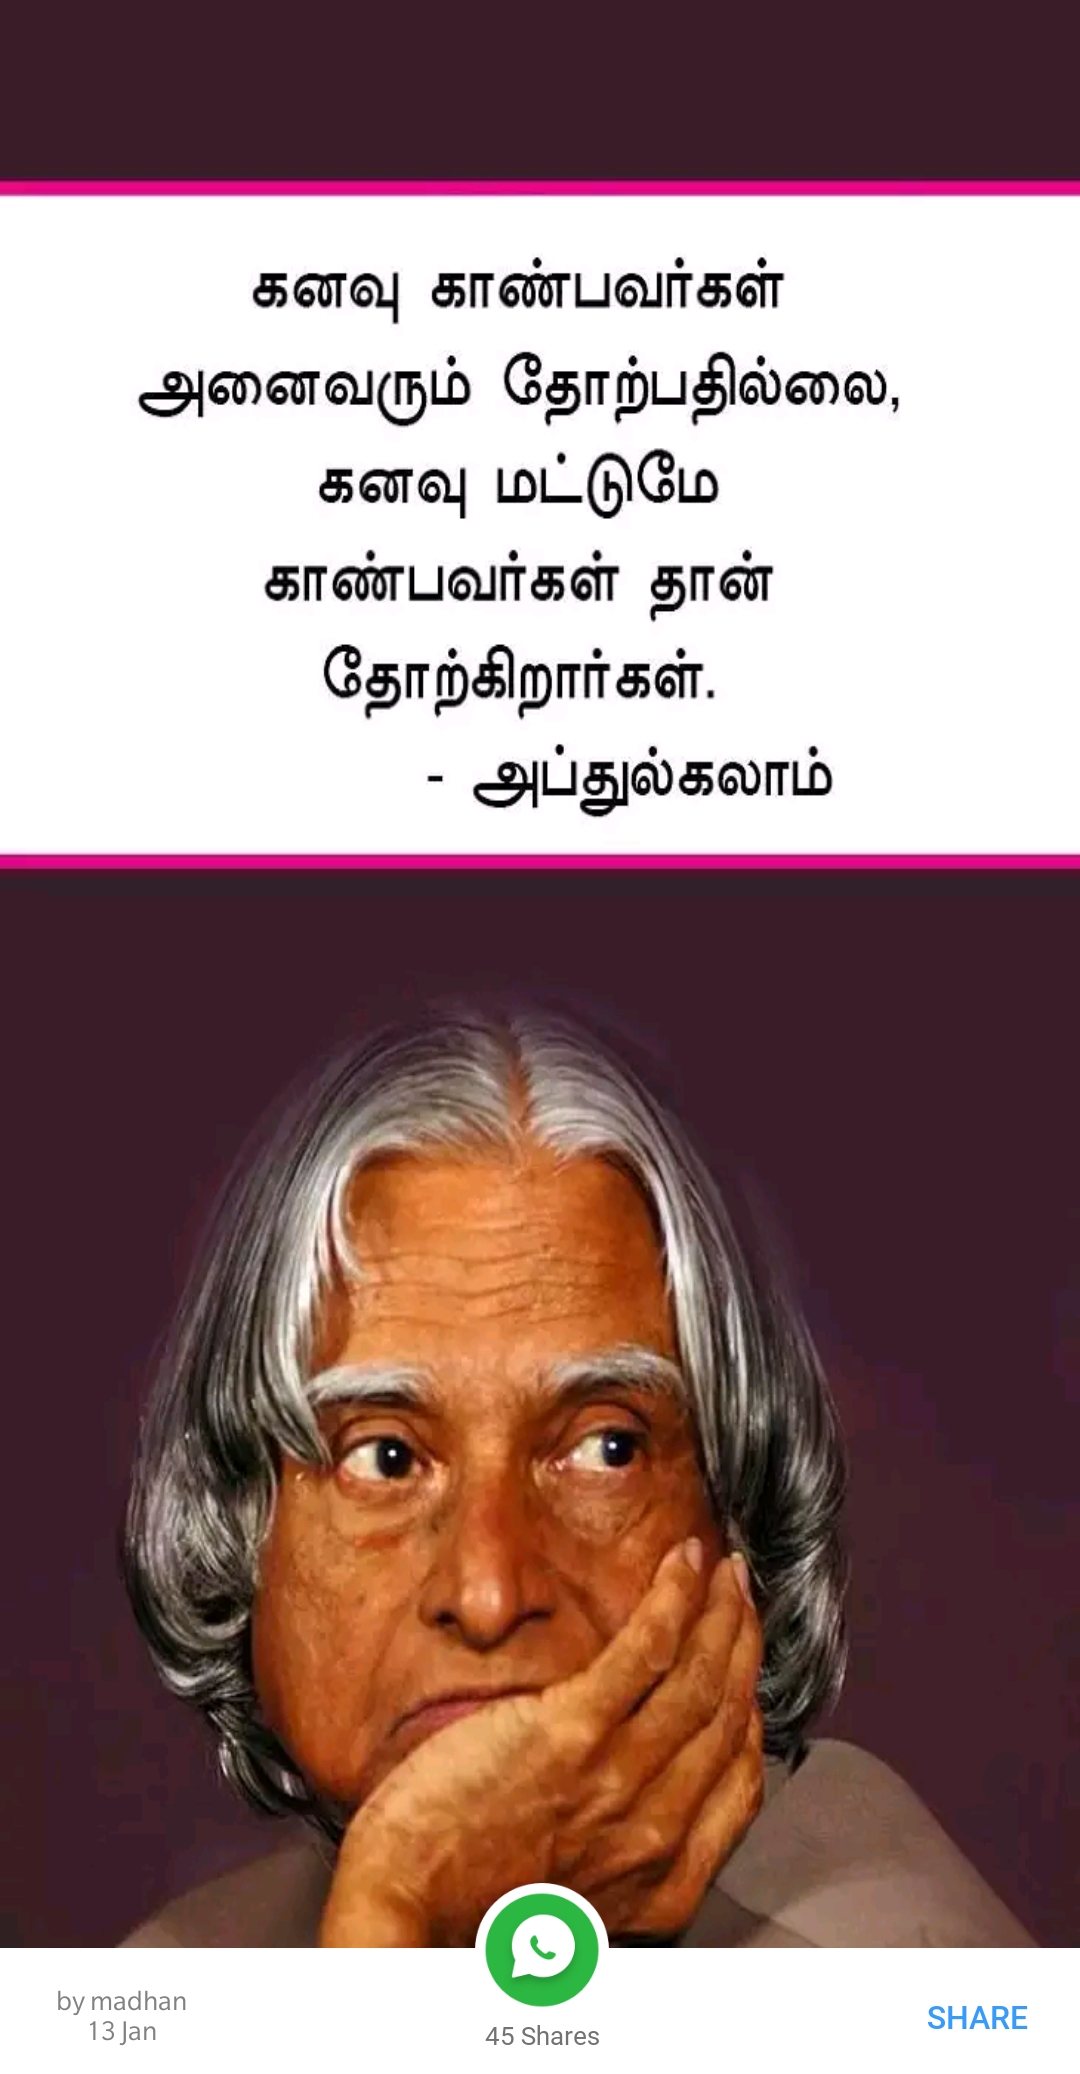 கனவு காண்பவர்கள்
அனைவரும் தோற்பதில்லை,
கனவு மட்டுமே
காண்பவர்கள் தான்
தோற்கிறார்கள்.
- அப்துல்கலாம்
by madhan
13 Jan
45 Shares
SHARE